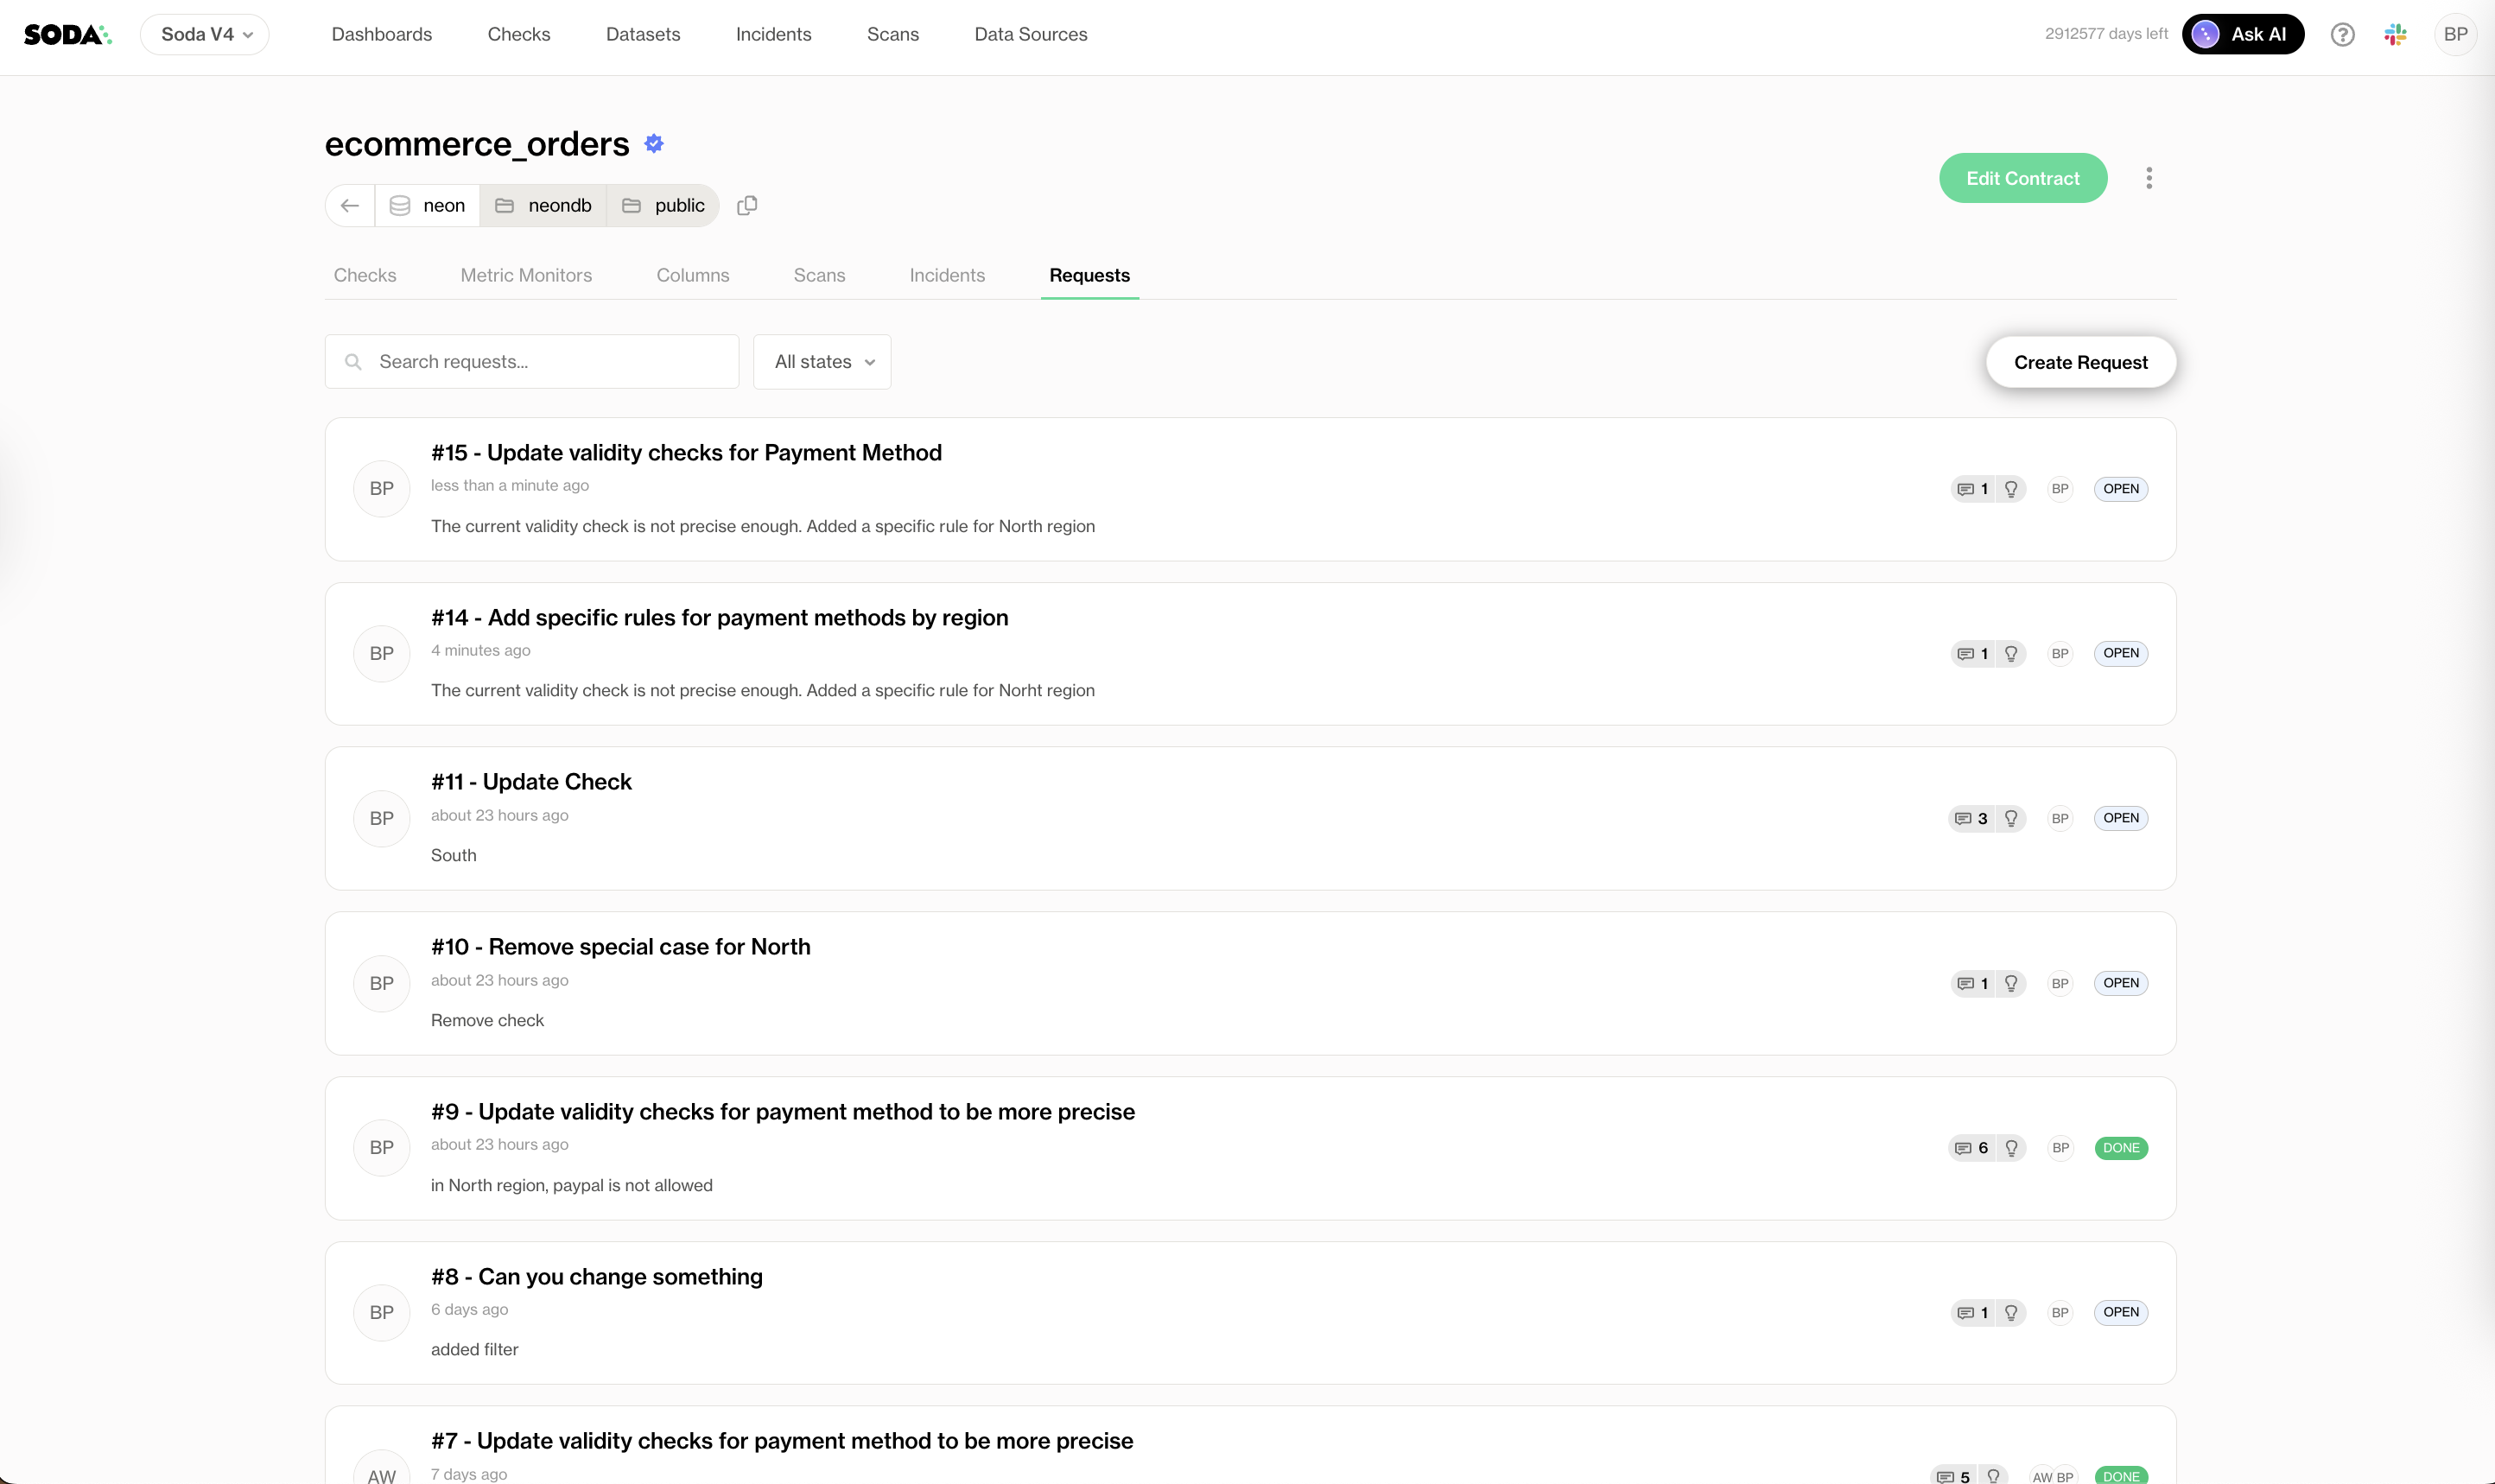 SODA
Soda V4
Dashboards
Checks
Datasets
Incidents
Scans
Data Sources
2912577 days left
Ask AI
BP
ecommerce_orders
Edit Contract
neon
neondb
public
Checks
Metric Monitors
Columns
Scans
Incidents
Requests
Search requests...
All states
Create Request
BP
#15 - Update validity checks for Payment Method
less than a minute ago
The current validity check is not precise enough. Added a specific rule for North region
1
BP
OPEN
BP
#14 - Add specific rules for payment methods by region
4 minutes ago
The current validity check is not precise enough. Added a specific rule for Norht region
1
BP
OPEN
BP
#11 - Update Check
about 23 hours ago
South
3
BP
OPEN
BP
#10 - Remove special case for North
about 23 hours ago
Remove check
1
BP
OPEN
BP
#9 - Update validity checks for payment method to be more precise
about 23 hours ago
in North region, paypal is not allowed
6
BP
DONE
BP
#8 - Can you change something
6 days ago
added filter
1
BP
OPEN
AW
#7 - Update validity checks for payment method to be more precise
7 days ago
5
AW BP
DONE